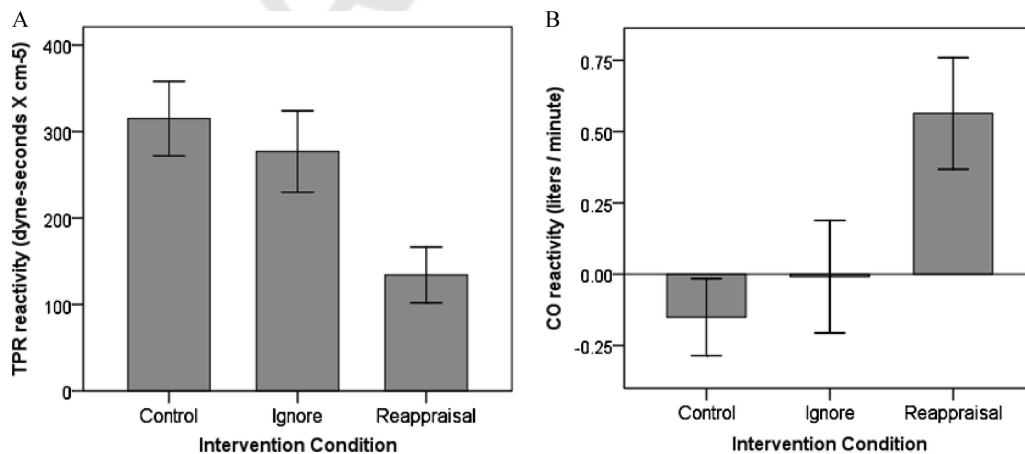 A
TPR reactivity (dyne-seconds X cm-5)
400
300
200
100
0
Control Ignore Reappraisal
Intervention Condition
B
CO reactivity (liters / minute)
0.75
0.50
0.25
0.00
-0.25
Control Ignore Reappraisal
Intervention Condition